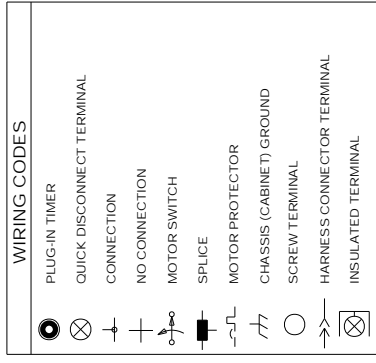 WIRING CODES
PLUG-IN TIMER
QUICK DISCONNECT TERMINAL
CONNECTION
NO CONNECTION
MOTOR SWITCH
SPLICE
MOTOR PROTECTOR
CHASSIS (CABINET) GROUND
SCREW TERMINAL
HARNESS CONNECTOR TERMINAL
INSULATED TERMINAL